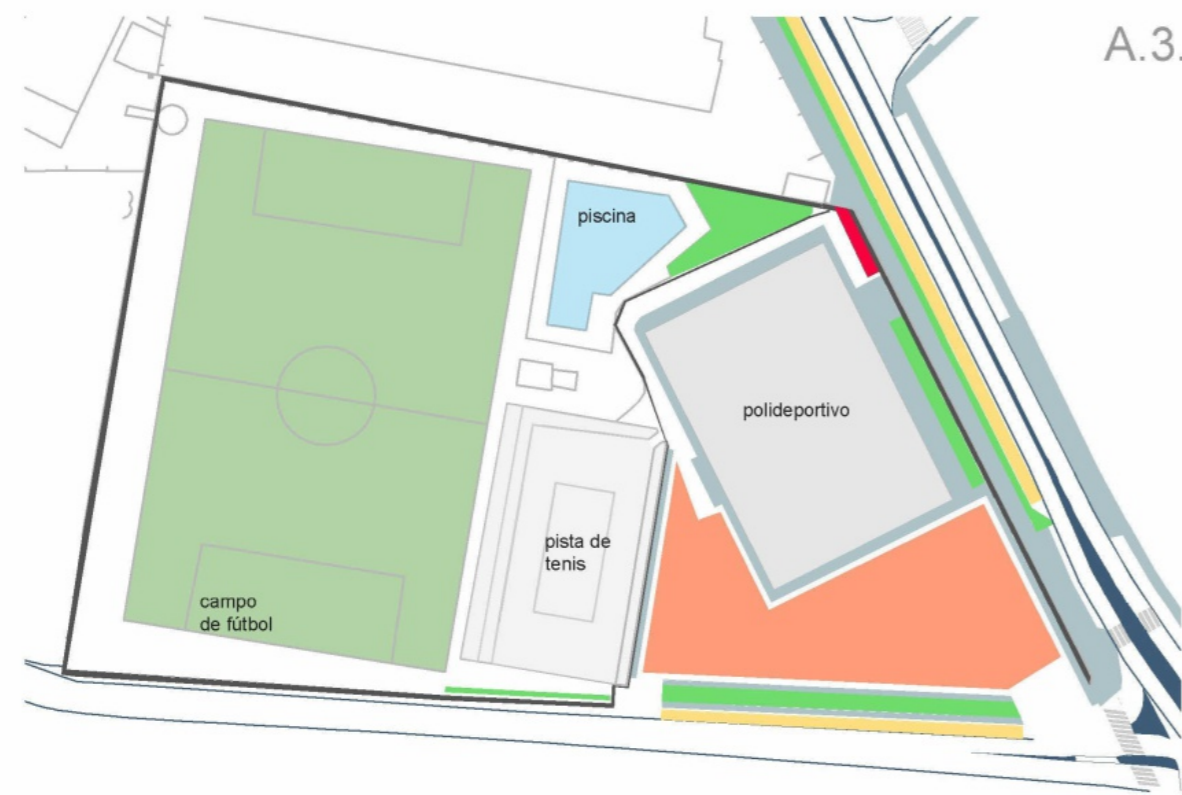 A.3.
piscina
polideportivo
pista de
tenis
campo
de fútbol